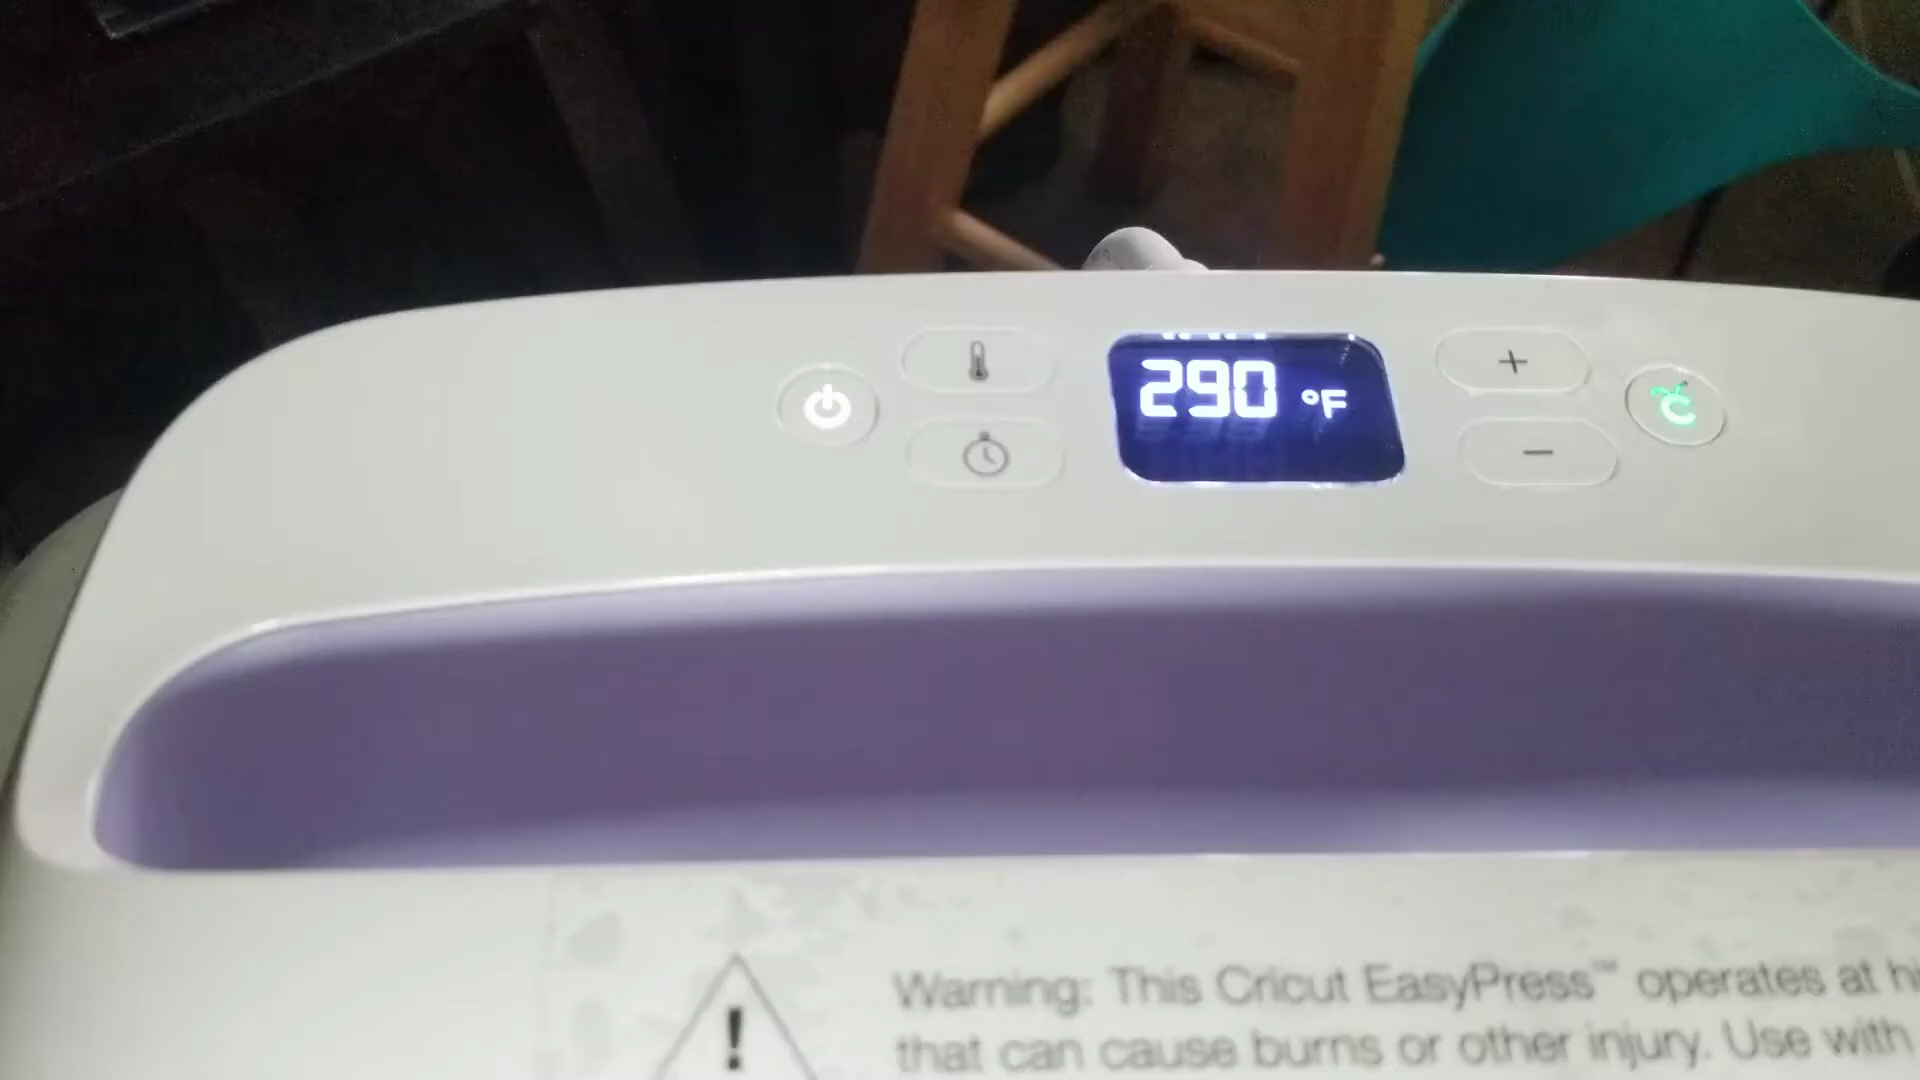 290 °F
+
−
C
!
Warning: This Cricut EasyPress™ operates at hi
that can cause burns or other injury. Use with